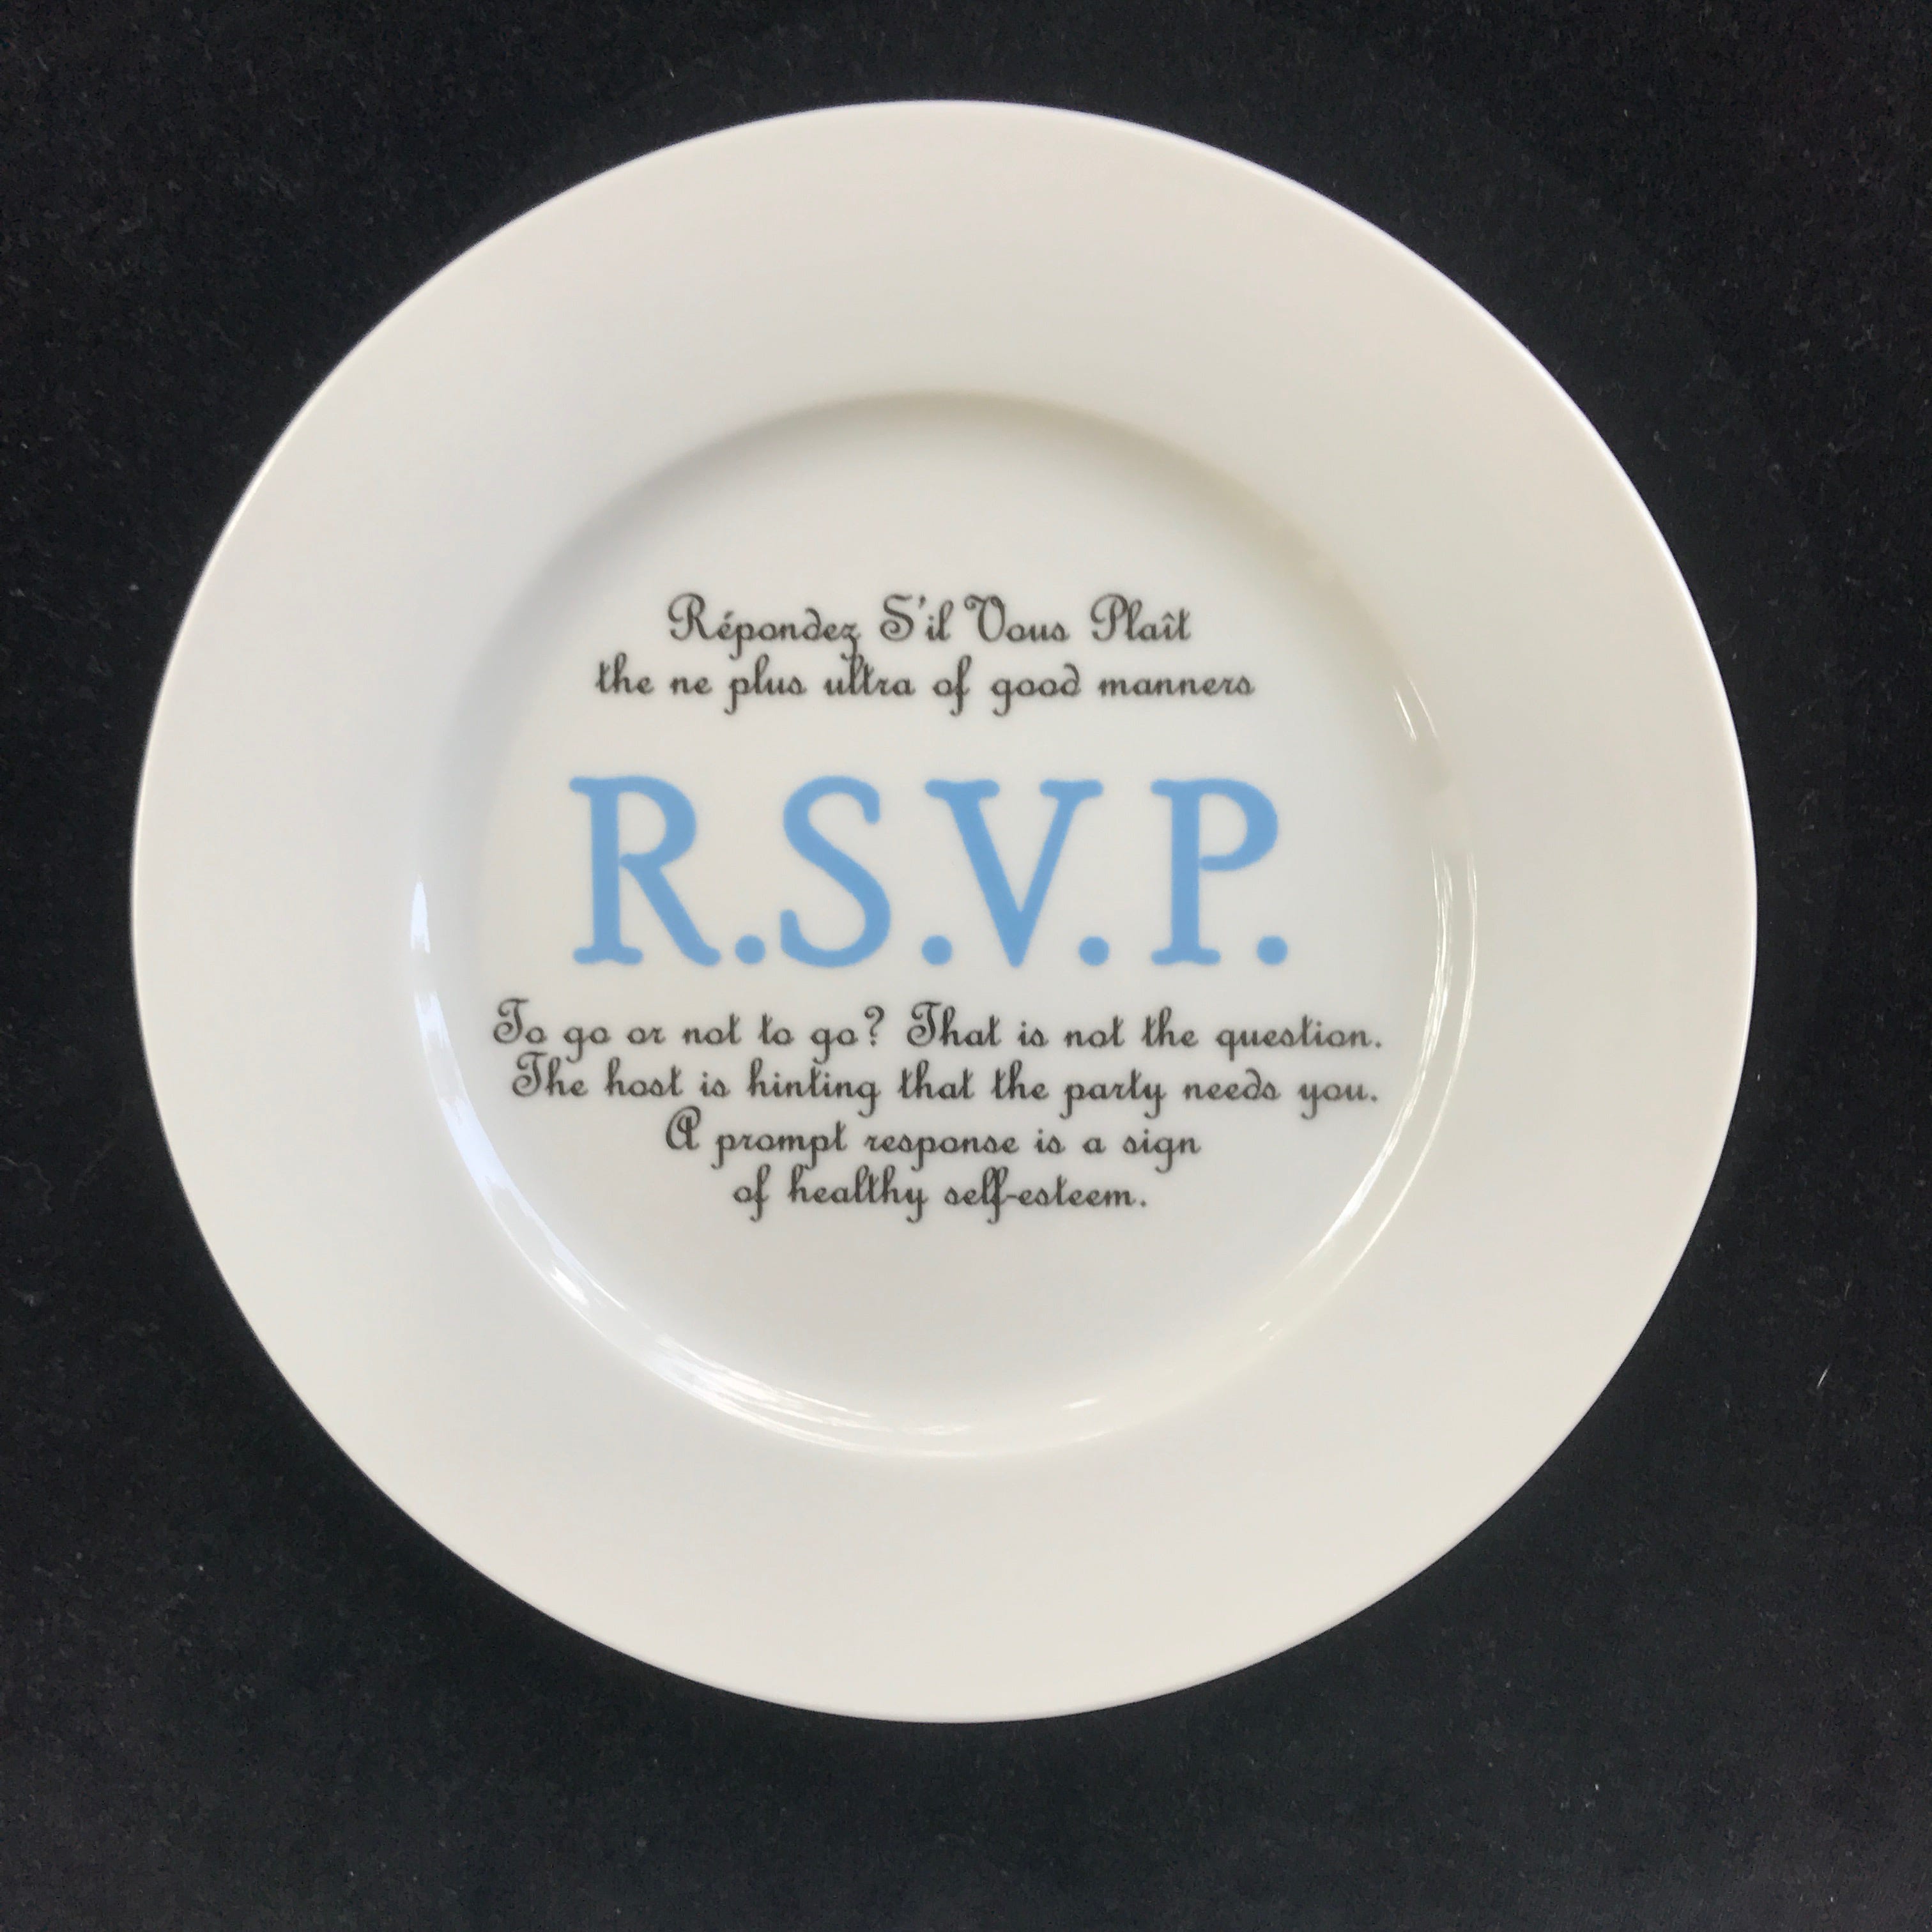 Répondez S'il Vous Plaît
the ne plus ultra of good manners
R.S.V.P.
To go or not to go? That is not the question.
The host is hinting that the party needs you.
A prompt response is a sign
of healthy self-esteem.